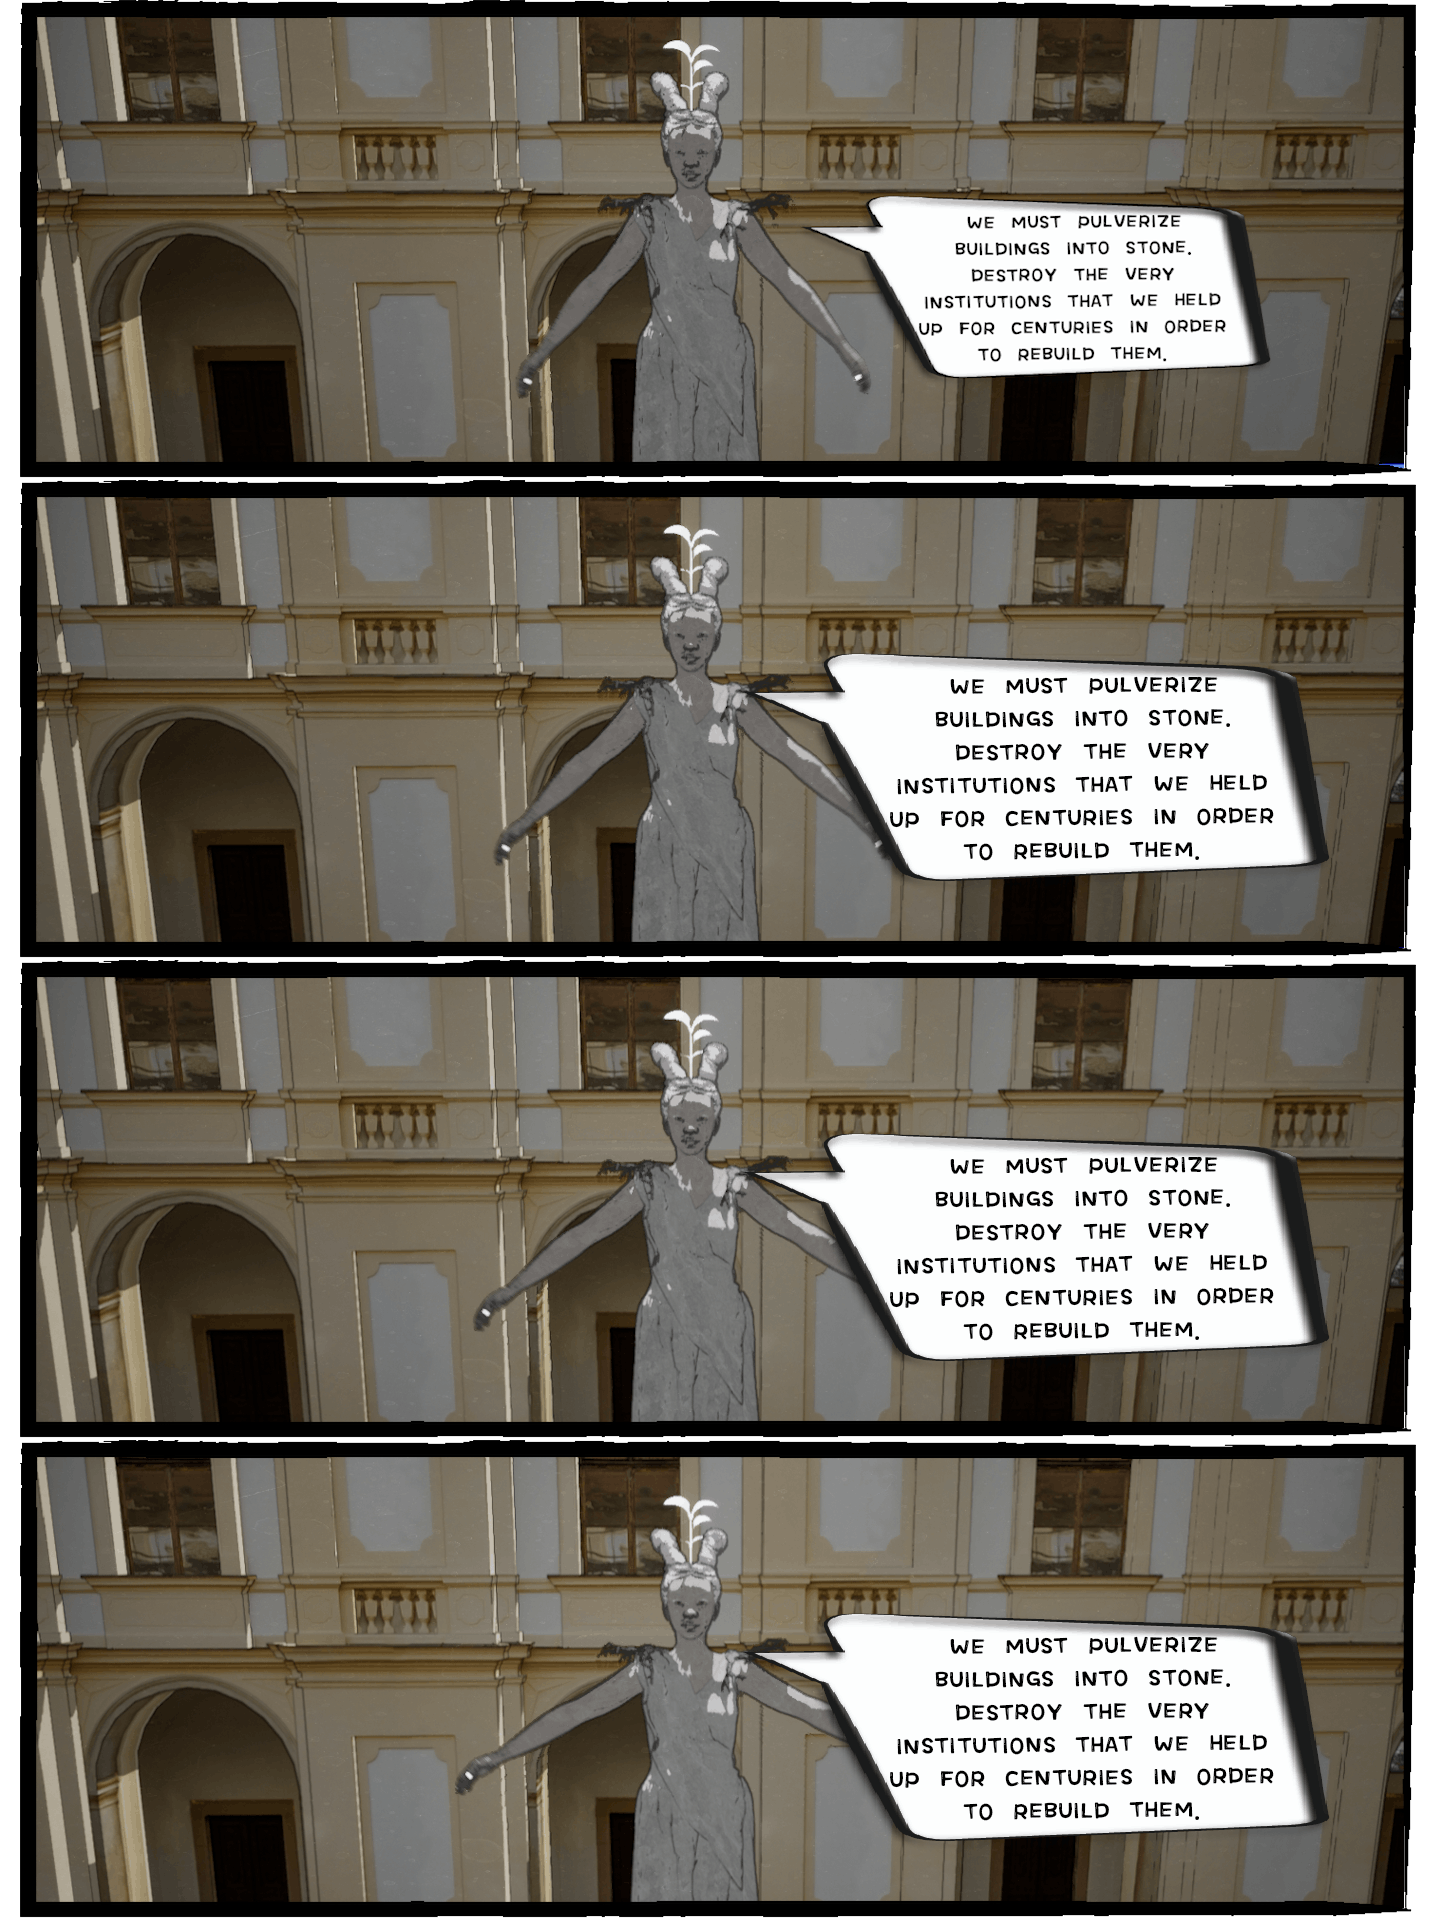 WE MUST PULVERIZE
BUILDINGS INTO STONE.
DESTROY THE VERY
INSTITUTIONS THAT WE HELD
UP FOR CENTURIES IN ORDER
TO REBUILD THEM.
WE MUST PULVERIZE
BUILDINGS INTO STONE.
DESTROY THE VERY
INSTITUTIONS THAT WE HELD
UP FOR CENTURIES IN ORDER
TO REBUILD THEM.
WE MUST PULVERIZE
BUILDINGS INTO STONE.
DESTROY THE VERY
INSTITUTIONS THAT WE HELD
UP FOR CENTURIES IN ORDER
TO REBUILD THEM.
WE MUST PULVERIZE
BUILDINGS INTO STONE.
DESTROY THE VERY
INSTITUTIONS THAT WE HELD
UP FOR CENTURIES IN ORDER
TO REBUILD THEM.